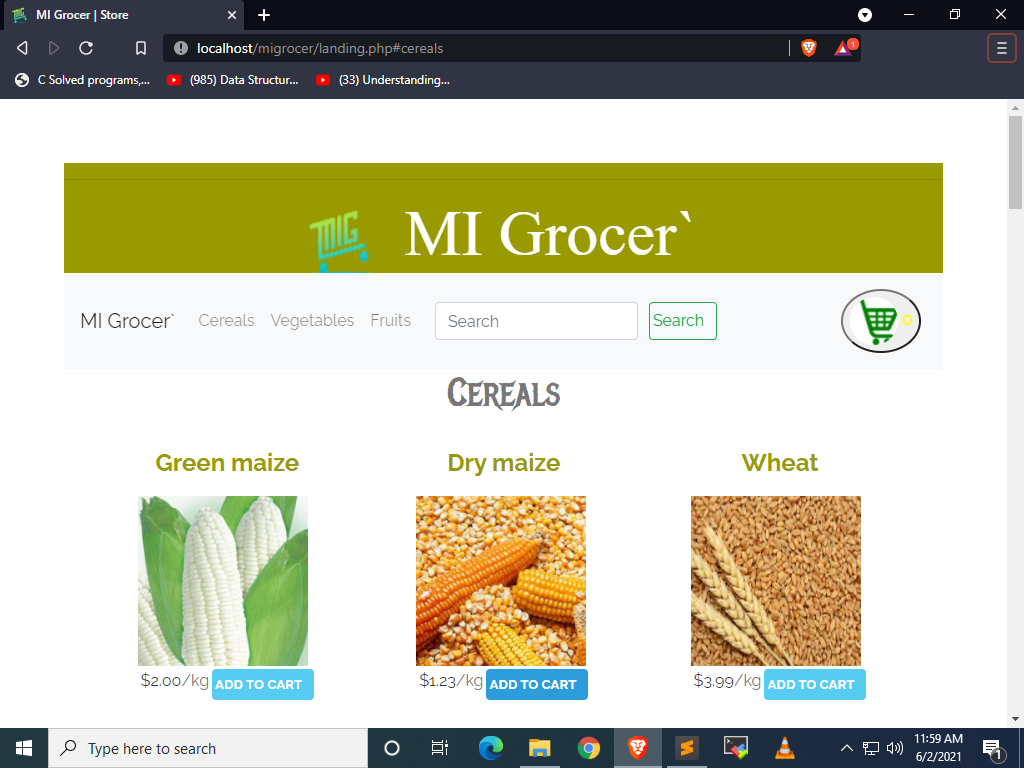 MI Grocer | Store
localhost/migrocer/landing.php#cereals
1
C Solved programs,...
(985) Data Structur...
(33) Understanding...
MIG
MI Grocer`
MI Grocer`
Cereals
Vegetables
Fruits
Search
Search
0
Cereals
Green maize
Dry maize
Wheat
$2.00/kg ADD TO CART
$1.23/kg ADD TO CART
$3.99/kg ADD TO CART
Type here to search
11:59 AM
6/2/2021
1